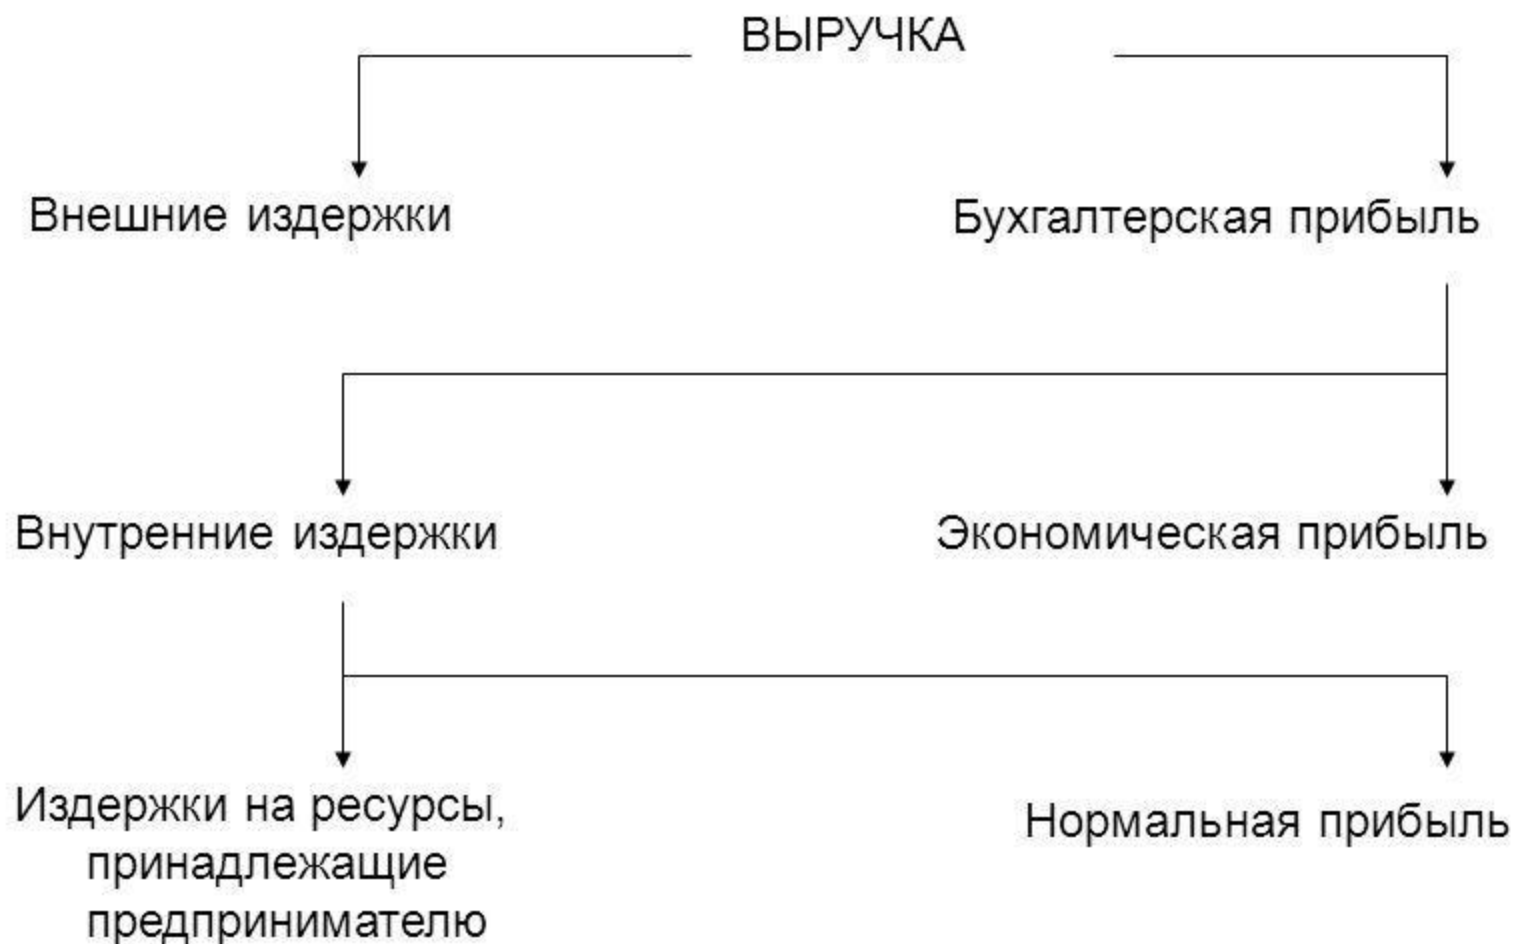 ВЫРУЧКА
Внешние издержки
Бухгалтерская прибыль
Внутренние издержки
Экономическая прибыль
Издержки на ресурсы,
принадлежащие
предпринимателю
Нормальная прибыль